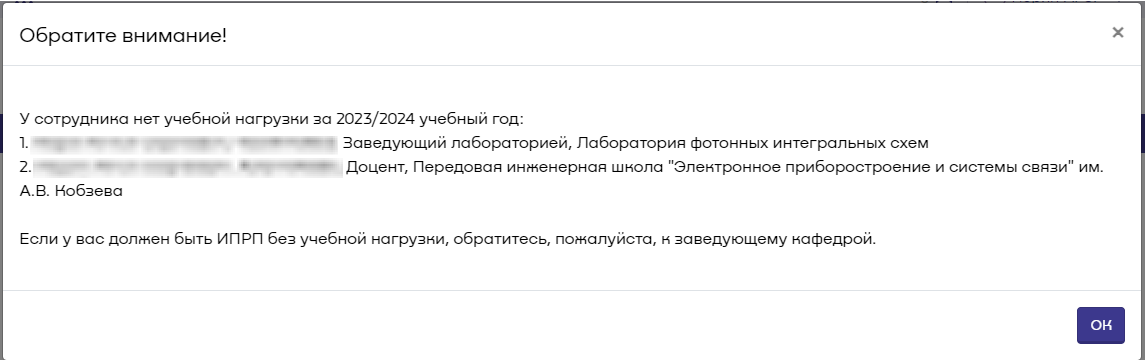 Обратите внимание!
×
У сотрудника нет учебной нагрузки за 2023/2024 учебный год:
1. Заведующий лабораторией, Лаборатория фотонных интегральных схем
2. Доцент, Передовая инженерная школа "Электронное приборостроение и системы связи" им.
А.В. Кобзева
Если у вас должен быть ИПРП без учебной нагрузки, обратитесь, пожалуйста, к заведующему кафедрой.
ОК